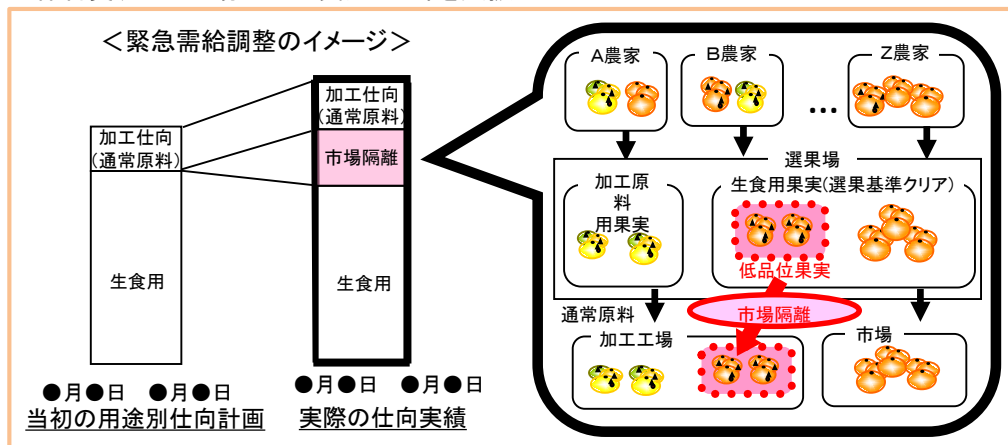 ＜緊急需給調整のイメージ＞
加工仕向
(通常原料)
生食用
●月●日　●月●日
当初の用途別仕向計画
加工仕向
(通常原料)
市場隔離
生食用
●月●日　●月●日
実際の仕向実績
A農家
B農家
…
Z農家
選果場
加工原
料
用果実
生食用果実(選果基準クリア)
低品位果実
通常原料
市場隔離
加工工場
市場